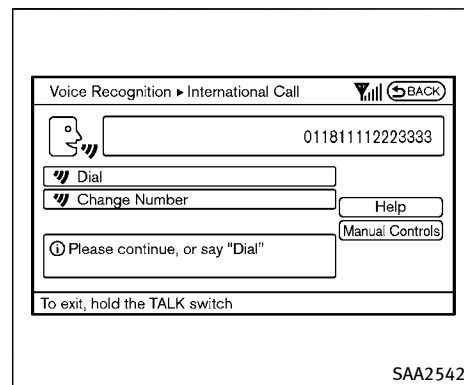 Voice Recognition ▶ International Call BACK
011811112223333
Dial
Change Number
Help
Manual Controls
Please continue, or say "Dial"
To exit, hold the TALK switch
SAA2542